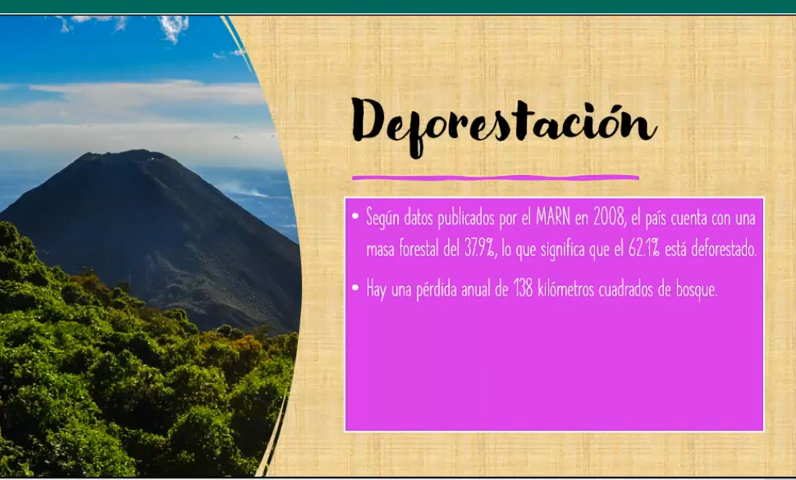 Deforestación
• Según datos publicados por el MARN en 2008, el país cuenta con una
masa forestal del 37.9%, lo que significa que el 62.1% está deforestado.
• Hay una pérdida anual de 138 kilómetros cuadrados de bosque.